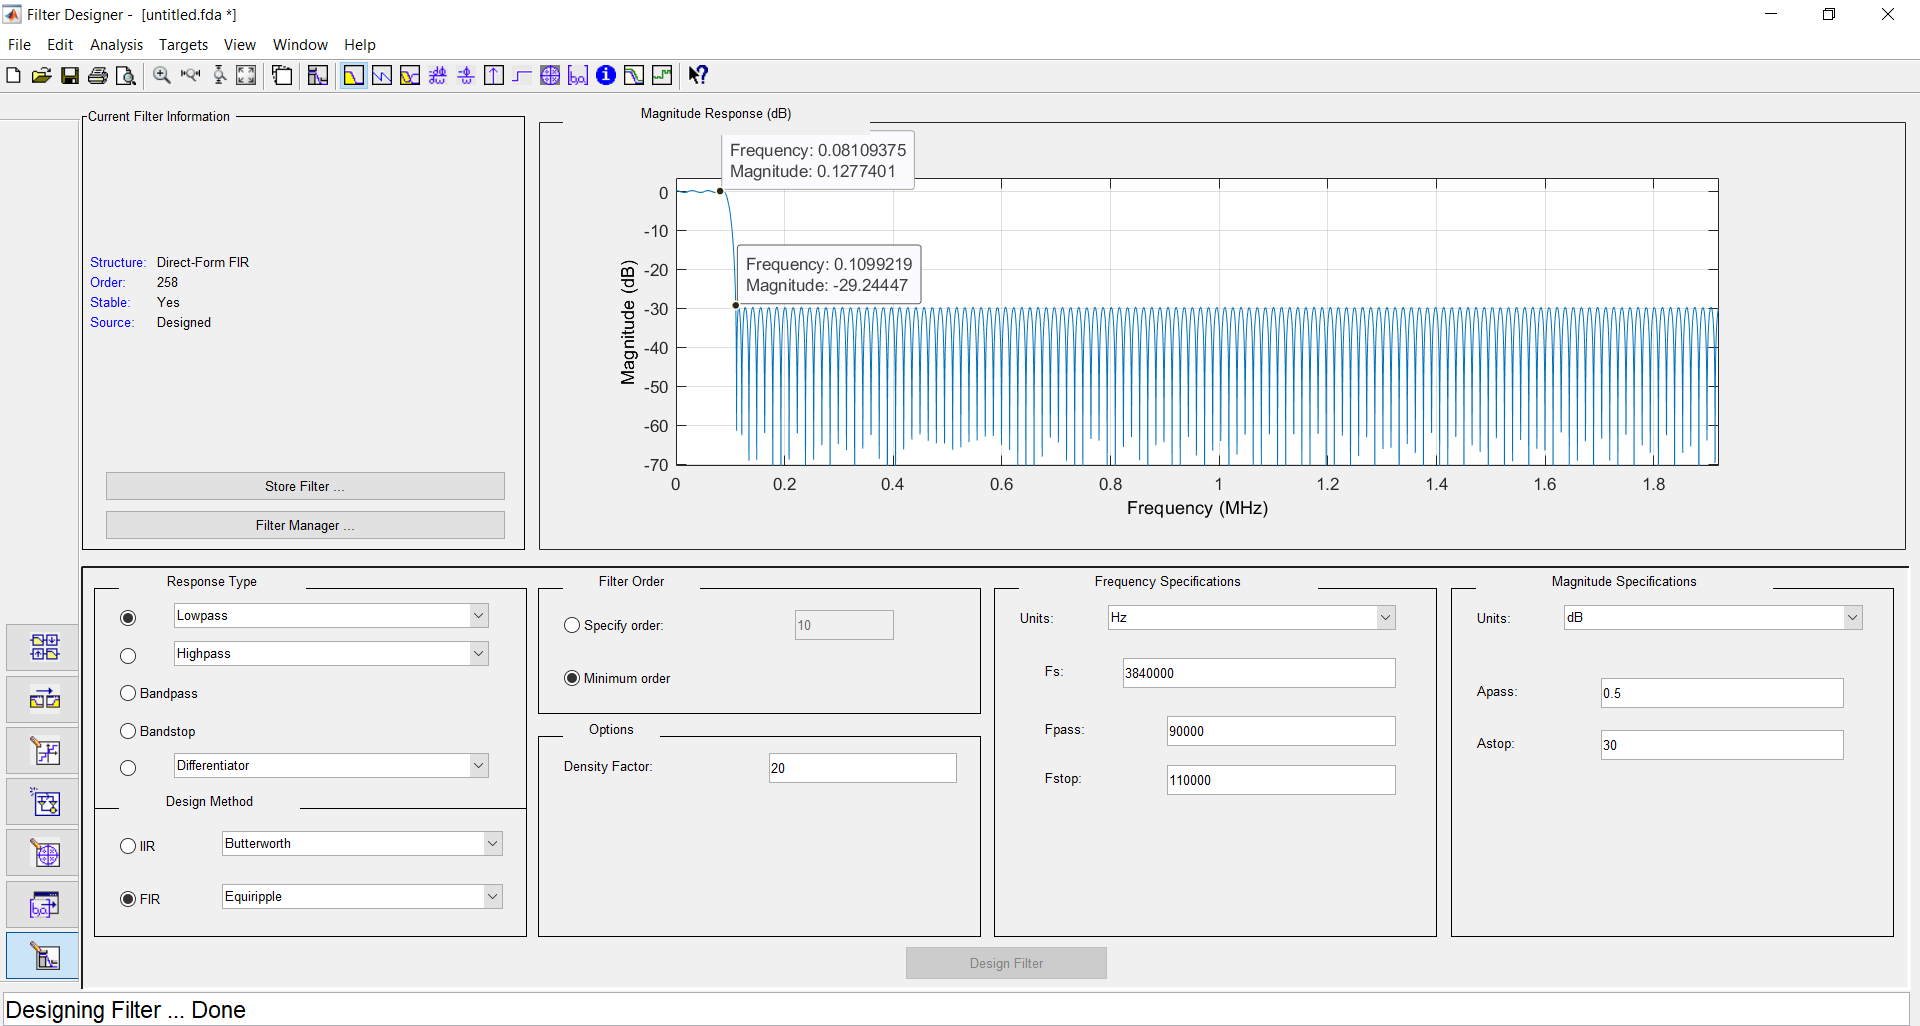 Filter Designer - [untitled.fda *]
File Edit Analysis Targets View Window Help
Current Filter Information
Structure: Direct-Form FIR
Order: 258
Stable: Yes
Source: Designed
Store Filter ...
Filter Manager ...
Magnitude Response (dB)
Frequency: 0.08109375
Magnitude: 0.1277401
Frequency: 0.1099219
Magnitude: -29.24447
Magnitude (dB)
0
-10
-20
-30
-40
-50
-60
-70
0 0.2 0.4 0.6 0.8 1 1.2 1.4 1.6 1.8
Frequency (MHz)
Response Type
Lowpass
Highpass
Bandpass
Bandstop
Differentiator
Design Method
IIR Butterworth
FIR Equiripple
Filter Order
Specify order: 10
Minimum order
Options
Density Factor: 20
Frequency Specifications
Units: Hz
Fs: 3840000
Fpass: 90000
Fstop: 110000
Magnitude Specifications
Units: dB
Apass: 0.5
Astop: 30
Design Filter
Designing Filter ... Done